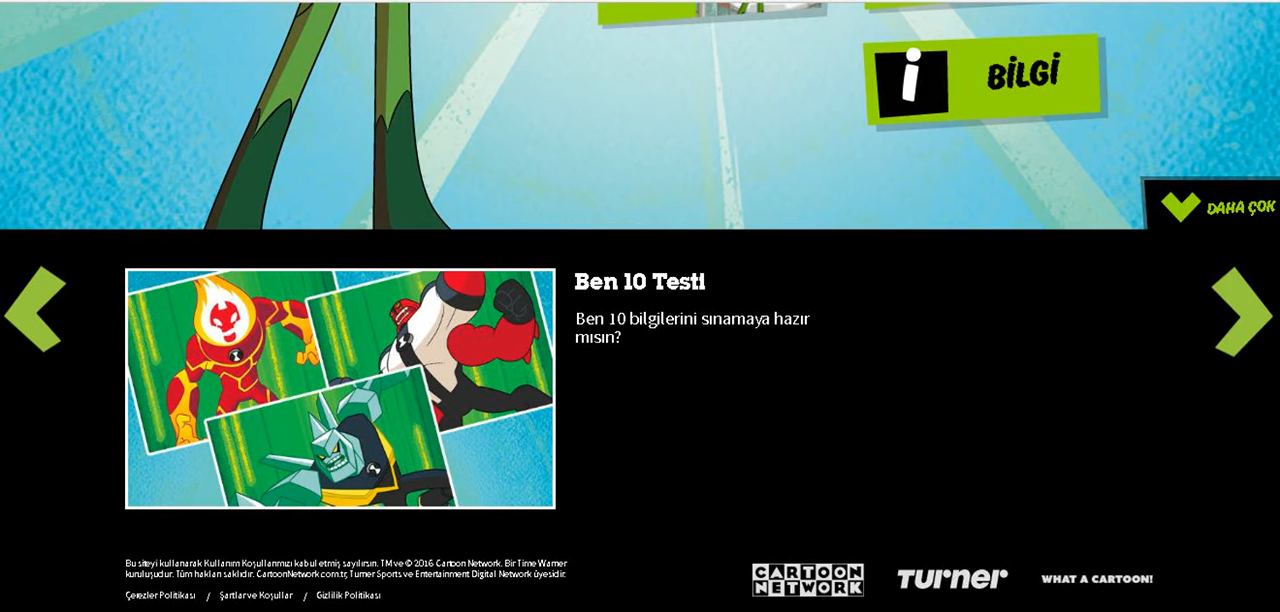 BİLGİ
DAHA ÇOK
Ben 10 Testi
Ben 10 bilgilerini sınamaya hazır
mısın?
Bu siteyi kullanarak Kullanım Koşullarımızı kabul etmiş sayılırsın. TM ve © 2016 Cartoon Network. Bir Time Warner
kuruluşudur. Tüm hakları saklıdır. CartoonNetwork.com.tr, Turner Sports ve Entertainment Digital Network üyesidir.
Çerezler Politikası / Şartlar ve Koşullar / Gizlilik Politikası
CARTOON
NETWORK
Turner
WHAT A CARTOON!